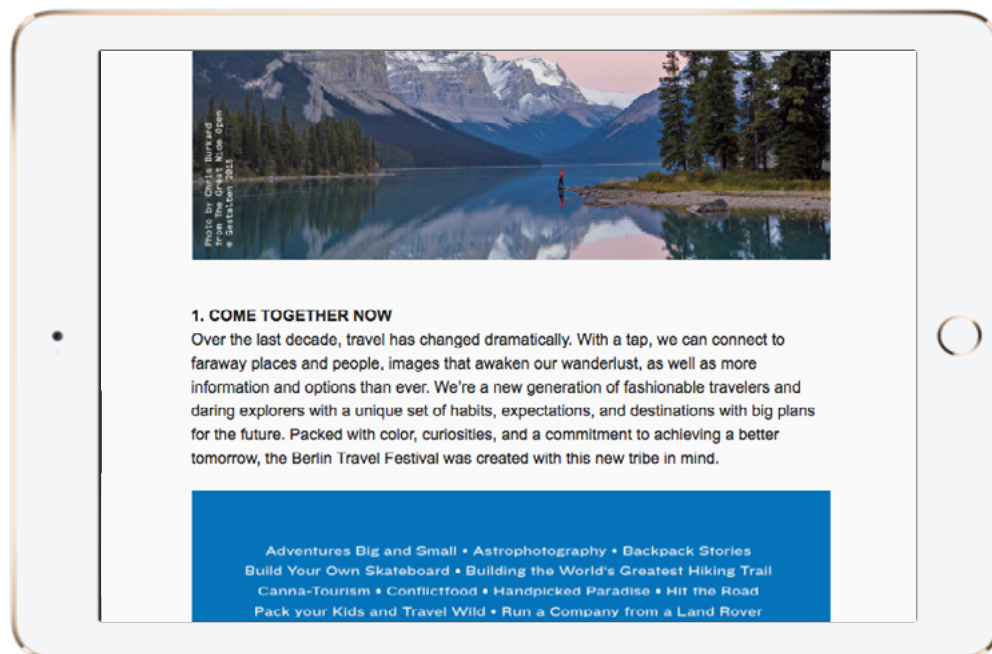 Photo by Chris Burkard
from The Great Wide Open
© Gestalten 2015
1. COME TOGETHER NOW
Over the last decade, travel has changed dramatically. With a tap, we can connect to
faraway places and people, images that awaken our wanderlust, as well as more
information and options than ever. We're a new generation of fashionable travelers and
daring explorers with a unique set of habits, expectations, and destinations with big plans
for the future. Packed with color, curiosities, and a commitment to achieving a better
tomorrow, the Berlin Travel Festival was created with this new tribe in mind.
Adventures Big and Small • Astrophotography • Backpack Stories
Build Your Own Skateboard • Building the World's Greatest Hiking Trail
Canna-Tourism • Conflictfood • Handpicked Paradise • Hit the Road
Pack your Kids and Travel Wild • Run a Company from a Land Rover